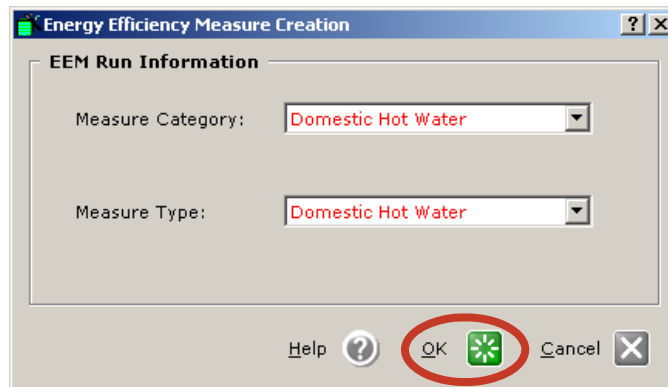 Energy Efficiency Measure Creation
EEM Run Information
Measure Category: Domestic Hot Water
Measure Type: Domestic Hot Water
Help OK Cancel